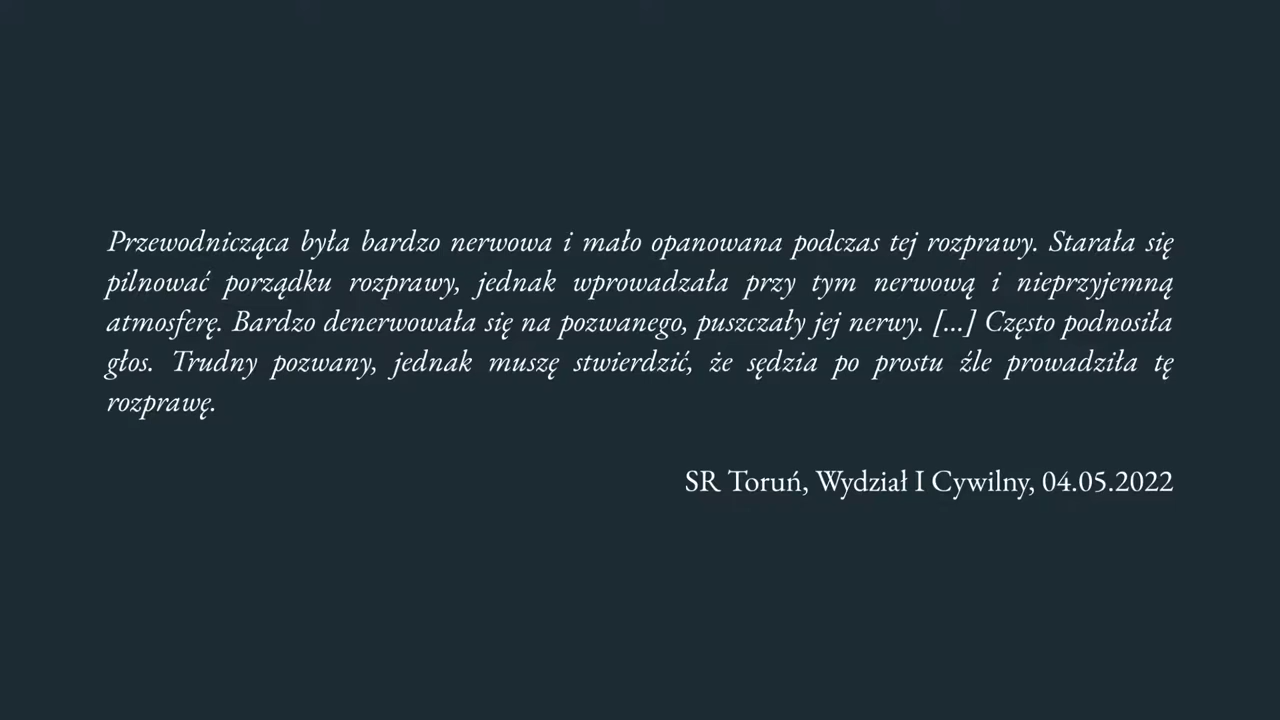 Przewodnicząca była bardzo nerwowa i mało opanowana podczas tej rozprawy. Starała się
pilnować porządku rozprawy, jednak wprowadzała przy tym nerwową i nieprzyjemną
atmosferę. Bardzo denerwowała się na pozwanego, puszczały jej nerwy. [...] Często podnosiła
głos. Trudny pozwany, jednak muszę stwierdzić, że sędzia po prostu źle prowadziła tę
rozprawę.
SR Toruń, Wydział I Cywilny, 04.05.2022